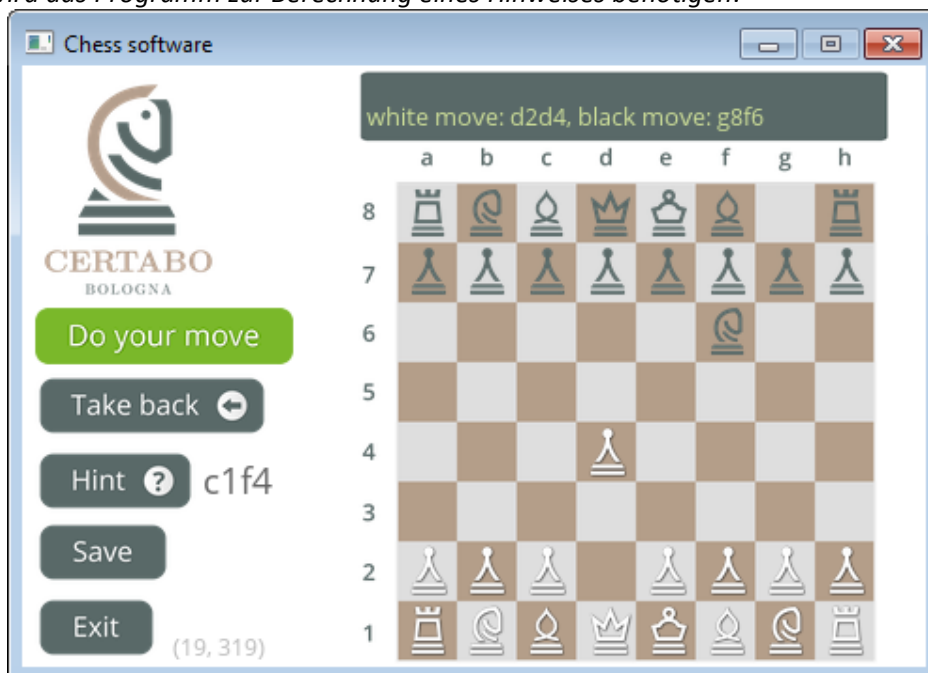 wird das Programm zur Berechnung eines Hinweises benötigen.
Chess software
white move: d2d4, black move: g8f6
a b c d e f g h
8
CERTABO
7
BOLOGNA
Do your move
6
Take back
5
4
Hint ? c1f4
3
Save
2
Exit
1
(19, 319)